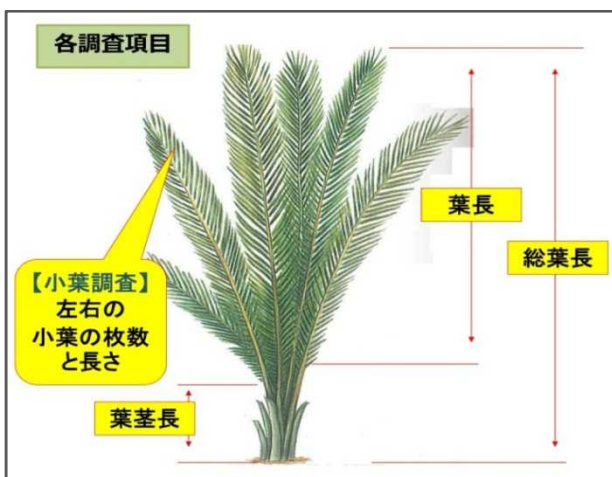 各調査項目
葉長
総葉長
【小葉調査】
左右の
小葉の枚数
と長さ
葉茎長